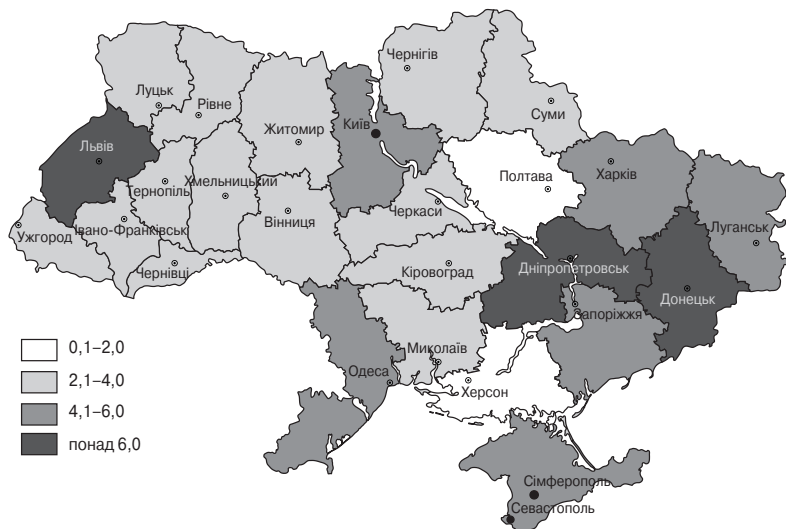 Чернігів
Луцьк
Рівне
Суми
Київ
Житомир
Львів
Полтава
Харків
Тернопіль
Хмельницький
Черкаси
Вінниця
Івано-Франківськ
Ужгород
Луганськ
Чернівці
Кіровоград
Дніпропетровськ
Донецьк
Запоріжжя
Миколаїв
Одеса
Херсон
0,1–2,0
2,1–4,0
4,1–6,0
понад 6,0
Сімферополь
Севастополь